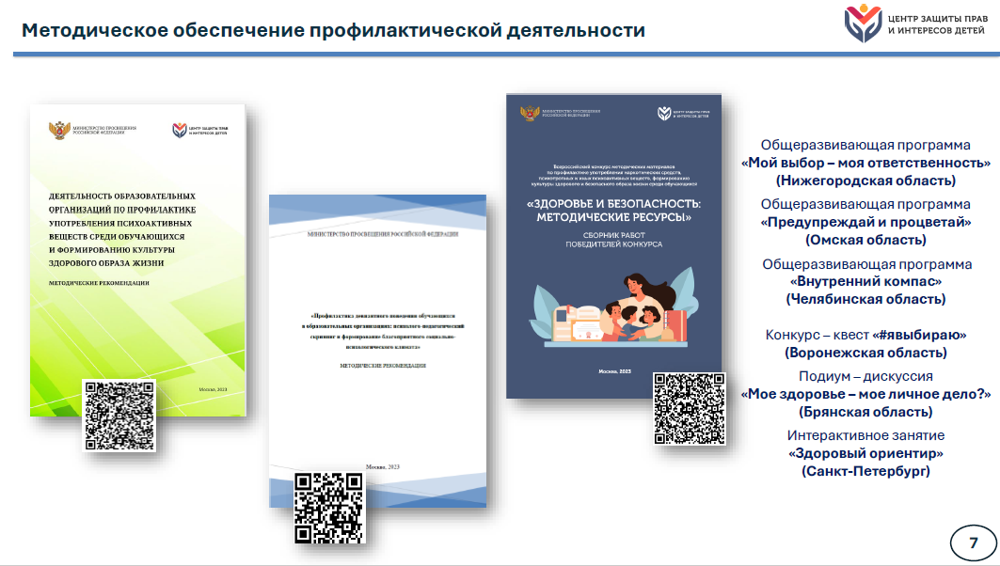 Методическое обеспечение профилактической деятельности
ЦЕНТР ЗАЩИТЫ ПРАВ
И ИНТЕРЕСОВ ДЕТЕЙ
МИНИСТЕРСТВО ПРОСВЕЩЕНИЯ
РОССИЙСКОЙ ФЕДЕРАЦИИ
ЦЕНТР ЗАЩИТЫ ПРАВ
И ИНТЕРЕСОВ ДЕТЕЙ
ДЕЯТЕЛЬНОСТЬ ОБРАЗОВАТЕЛЬНЫХ
ОРГАНИЗАЦИЙ ПО ПРОФИЛАКТИКЕ
УПОТРЕБЛЕНИЯ ПСИХОАКТИВНЫХ
ВЕЩЕСТВ СРЕДИ ОБУЧАЮЩИХСЯ
И ФОРМИРОВАНИЮ КУЛЬТУРЫ
ЗДОРОВОГО ОБРАЗА ЖИЗНИ
МЕТОДИЧЕСКИЕ РЕКОМЕНДАЦИИ
Москва, 2023
МИНИСТЕРСТВО ПРОСВЕЩЕНИЯ РОССИЙСКОЙ ФЕДЕРАЦИИ
«Профилактика девиантного поведения обучающихся
в образовательных организациях: психолого-педагогический
скрининг и формирование благоприятного социально-
психологического климата»
МЕТОДИЧЕСКИЕ РЕКОМЕНДАЦИИ
Москва, 2023
МИНИСТЕРСТВО ПРОСВЕЩЕНИЯ
РОССИЙСКОЙ ФЕДЕРАЦИИ
ЦЕНТР ЗАЩИТЫ ПРАВ
И ИНТЕРЕСОВ ДЕТЕЙ
Всероссийский конкурс методических материалов
по профилактике употребления наркотических средств,
психотропных и иных психоактивных веществ, формированию
культуры здорового и безопасного образа жизни среди обучающихся
«ЗДОРОВЬЕ И БЕЗОПАСНОСТЬ:
МЕТОДИЧЕСКИЕ РЕСУРСЫ»
СБОРНИК РАБОТ
ПОБЕДИТЕЛЕЙ КОНКУРСА
Москва, 2023
Общеразвивающая программа
«Мой выбор – моя ответственность»
(Нижегородская область)
Общеразвивающая программа
«Предупреждай и процветай»
(Омская область)
Общеразвивающая программа
«Внутренний компас»
(Челябинская область)
Конкурс – квест «#явыбираю»
(Воронежская область)
Подиум – дискуссия
«Мое здоровье – мое личное дело?»
(Брянская область)
Интерактивное занятие
«Здоровый ориентир»
(Санкт-Петербург)
7